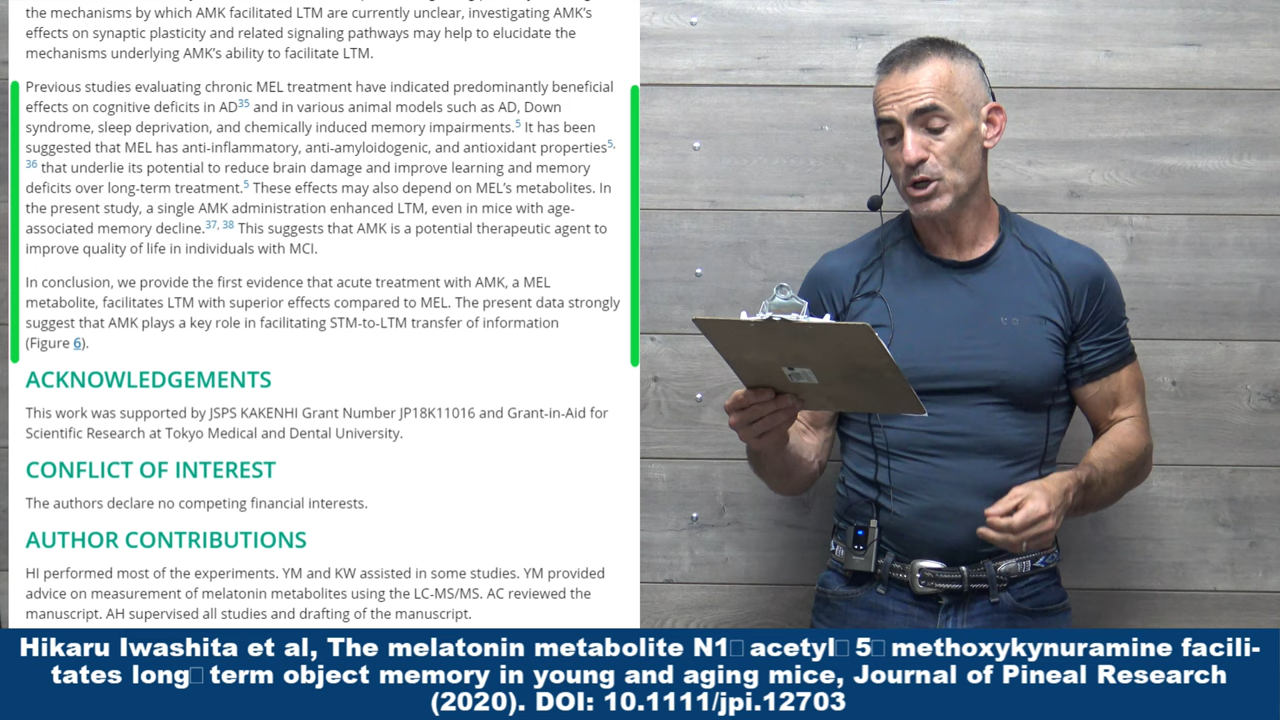 the mechanisms by which AMK facilitated LTM are currently unclear, investigating AMK's
effects on synaptic plasticity and related signaling pathways may help to elucidate the
mechanisms underlying AMK's ability to facilitate LTM.
Previous studies evaluating chronic MEL treatment have indicated predominantly beneficial
effects on cognitive deficits in AD35 and in various animal models such as AD, Down
syndrome, sleep deprivation, and chemically induced memory impairments.5 It has been
suggested that MEL has anti-inflammatory, anti-amyloidogenic, and antioxidant properties5,
36 that underlie its potential to reduce brain damage and improve learning and memory
deficits over long-term treatment.5 These effects may also depend on MEL's metabolites. In
the present study, a single AMK administration enhanced LTM, even in mice with age-
associated memory decline.37, 38 This suggests that AMK is a potential therapeutic agent to
improve quality of life in individuals with MCI.
In conclusion, we provide the first evidence that acute treatment with AMK, a MEL
metabolite, facilitates LTM with superior effects compared to MEL. The present data strongly
suggest that AMK plays a key role in facilitating STM-to-LTM transfer of information
(Figure 6).
ACKNOWLEDGEMENTS
This work was supported by JSPS KAKENHI Grant Number JP18K11016 and Grant-in-Aid for
Scientific Research at Tokyo Medical and Dental University.
CONFLICT OF INTEREST
The authors declare no competing financial interests.
AUTHOR CONTRIBUTIONS
HI performed most of the experiments. YM and KW assisted in some studies. YM provided
advice on measurement of melatonin metabolites using the LC-MS/MS. AC reviewed the
manuscript. AH supervised all studies and drafting of the manuscript.
Hikaru Iwashita et al, The melatonin metabolite N1□acetyl□5□methoxykynuramine facili-
tates long□term object memory in young and aging mice, Journal of Pineal Research
(2020). DOI: 10.1111/jpi.12703